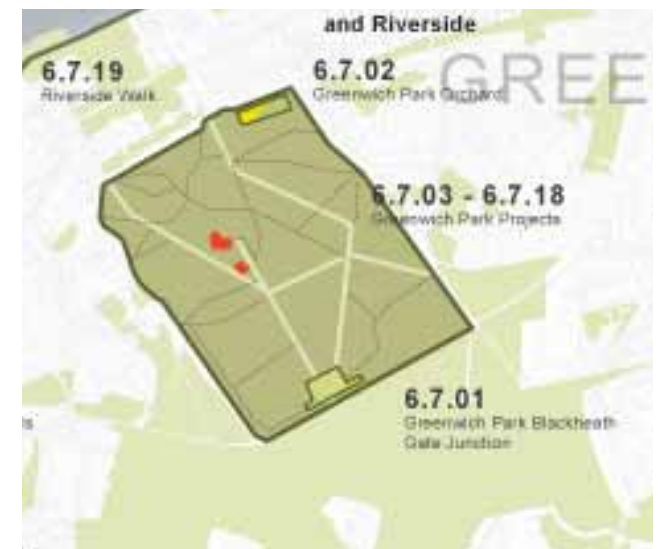 and Riverside
6.7.19
Riverside Walk
6.7.02
Greenwich Park Orchard
GREE
6.7.03 - 6.7.18
Greenwich Park Projects
6.7.01
Greenwich Park Blackheath
Gate Junction
s